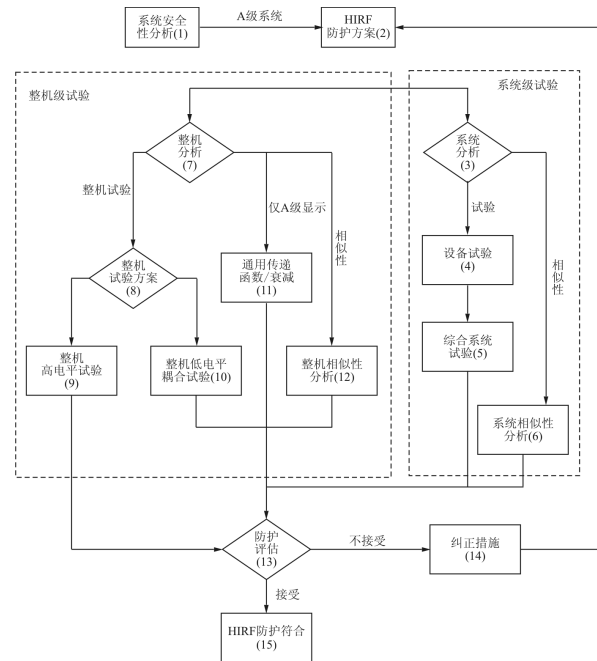 系统安全
性分析(1)
A级系统
HIRF
防护方案(2)
整机级试验
系统级试验
整机
分析
(7)
系统
分析
(3)
整机试验
仅A级显示
相似性
试验
相似性
整机
试验方案
(8)
通用传递
函数/衰减
(11)
设备试验
(4)
综合系统
试验(5)
整机
高电平试验
(9)
整机低电平
耦合试验(10)
整机相似性
分析(12)
系统相似性
分析(6)
防护
评估
(13)
不接受
纠正措施
(14)
接受
HIRF防护符合
(15)